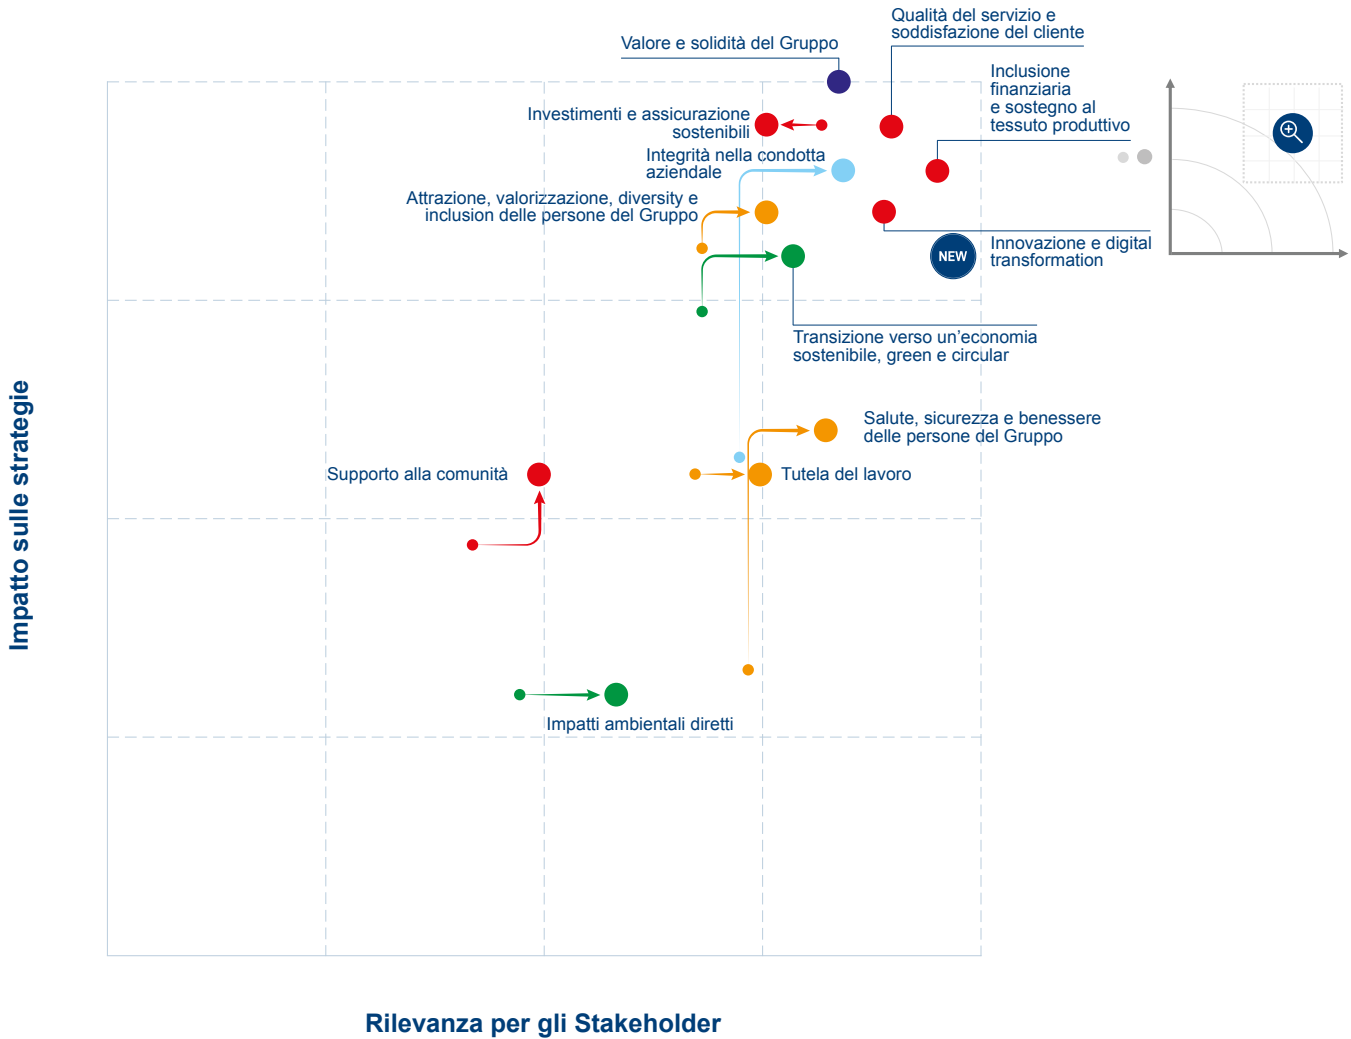 Qualità del servizio e
soddisfazione del cliente
Valore e solidità del Gruppo
Inclusione
finanziaria
e sostegno al
tessuto produttivo
Investimenti e assicurazione
sostenibili
Integrità nella condotta
aziendale
Attrazione, valorizzazione, diversity e
inclusion delle persone del Gruppo
NEW
Innovazione e digital
transformation
Transizione verso un'economia
sostenibile, green e circular
Salute, sicurezza e benessere
delle persone del Gruppo
Supporto alla comunità
Tutela del lavoro
Impatti ambientali diretti
Impatto sulle strategie
Rilevanza per gli Stakeholder